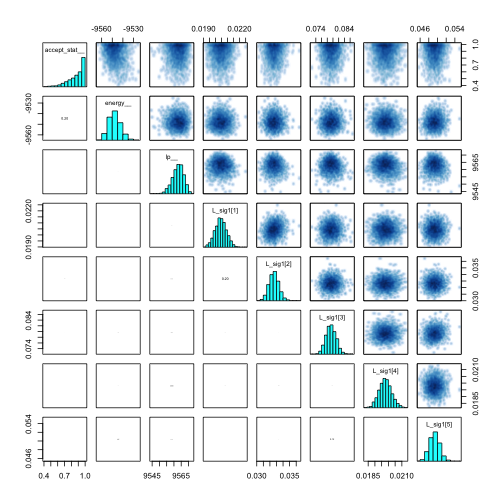 -9560 -9530
0.0190 0.0220
0.074 0.084
0.046 0.054
accept_stat__
0.4 0.7 1.0
-9560 -9530
0.20
energy__
lp__
9545 9565
0.0190 0.0220
L_sig1[1]
0.20
L_sig1[2]
0.030 0.035
0.074 0.084
L_sig1[3]
L_sig1[4]
0.0185 0.0210
0.046 0.054
L_sig1[5]
0.4 0.7 1.0
9545 9565
0.030 0.035
0.0185 0.0210